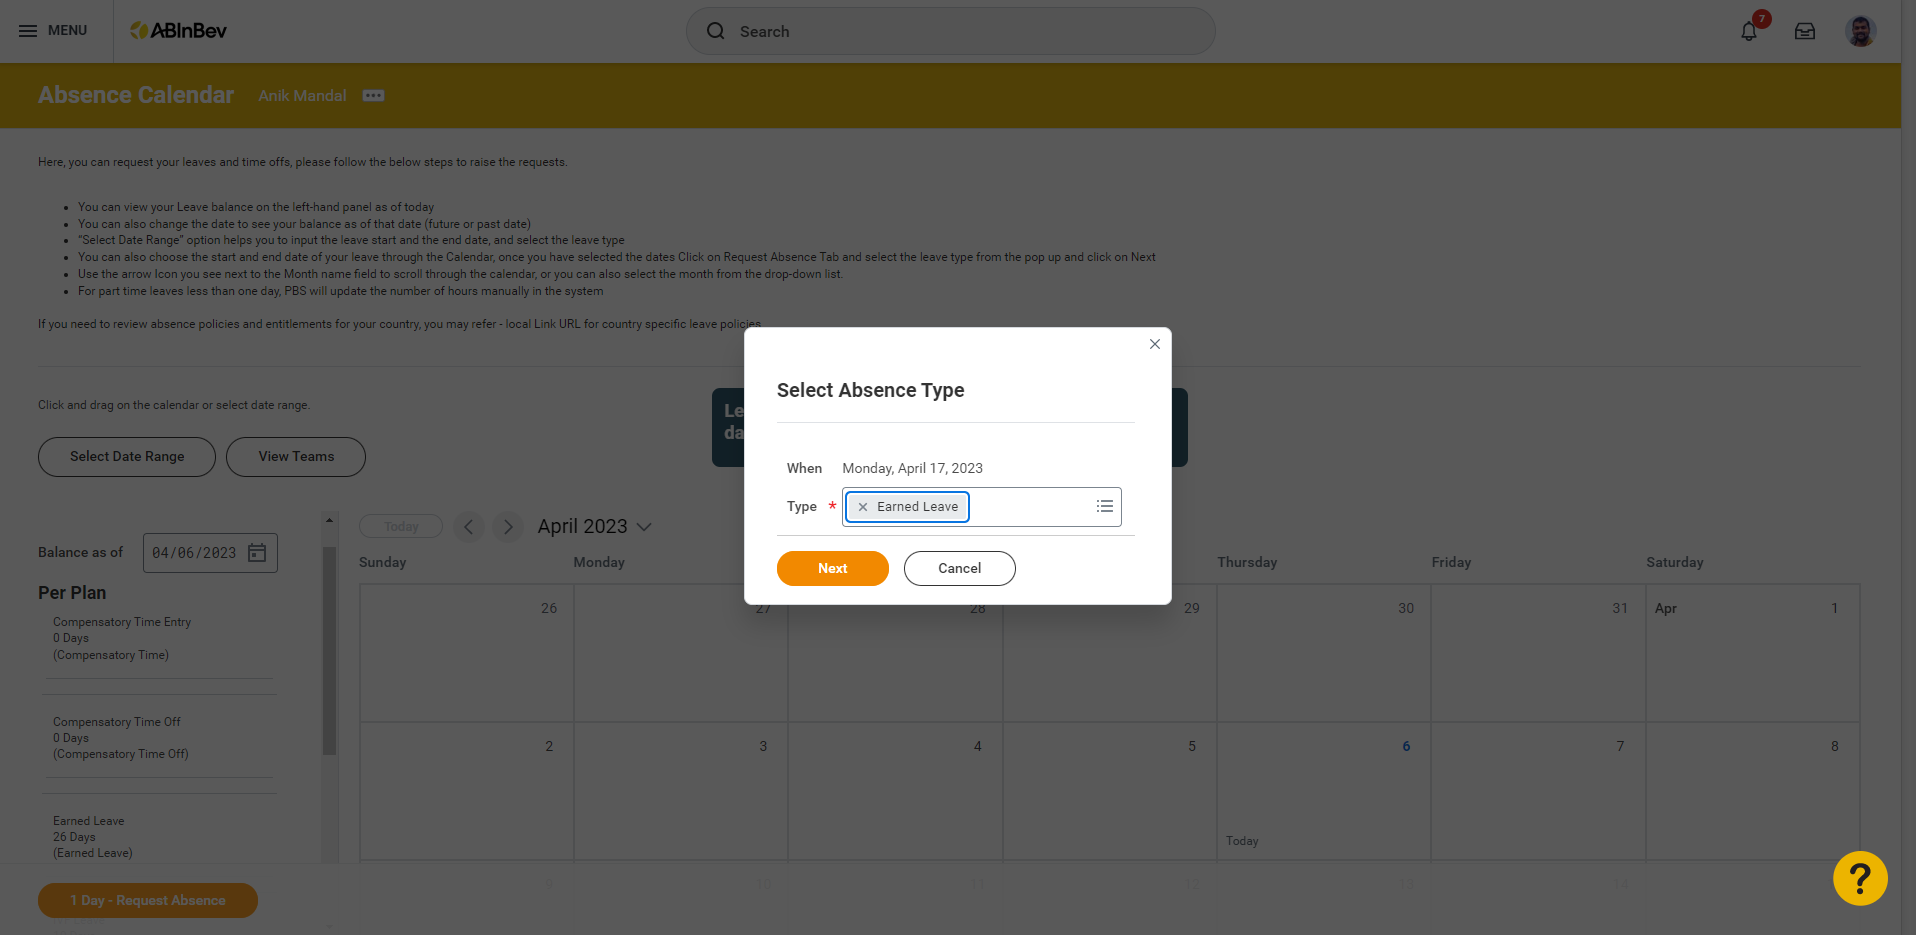 MENU
ABInBev
Search
7
Absence Calendar Anik Mandal
Here, you can request your leaves and time offs, please follow the below steps to raise the requests.
You can view your Leave balance on the left-hand panel as of today
You can also change the date to see your balance as of that date (future or past date)
"Select Date Range" option helps you to input the leave start and the end date, and select the leave type
You can also choose the start and end date of your leave through the Calendar, once you have selected the dates Click on Request Absence Tab and select the leave type from the pop up and click on Next
Use the arrow Icon you see next to the Month name field to scroll through the calendar, or you can also select the month from the drop-down list.
For part time leaves less than one day, PBS will update the number of hours manually in the system
If you need to review absence policies and entitlements for your country, you may refer - local Link URL for country specific leave policies
Click and drag on the calendar or select date range.
Select Date Range View Teams
Le
da
Select Absence Type
When Monday, April 17, 2023
Type * Earned Leave
Next Cancel
Today April 2023
Balance as of 04/06/2023
Per Plan
Compensatory Time Entry
0 Days
(Compensatory Time)
Compensatory Time Off
0 Days
(Compensatory Time Off)
Earned Leave
26 Days
(Earned Leave)
1 Day - Request Absence
Sunday Monday Thursday Friday Saturday
26 27 28 29 30 31 Apr 1
2 3 4 5 6 7 8
Today
9 10 11 12 13 14
?